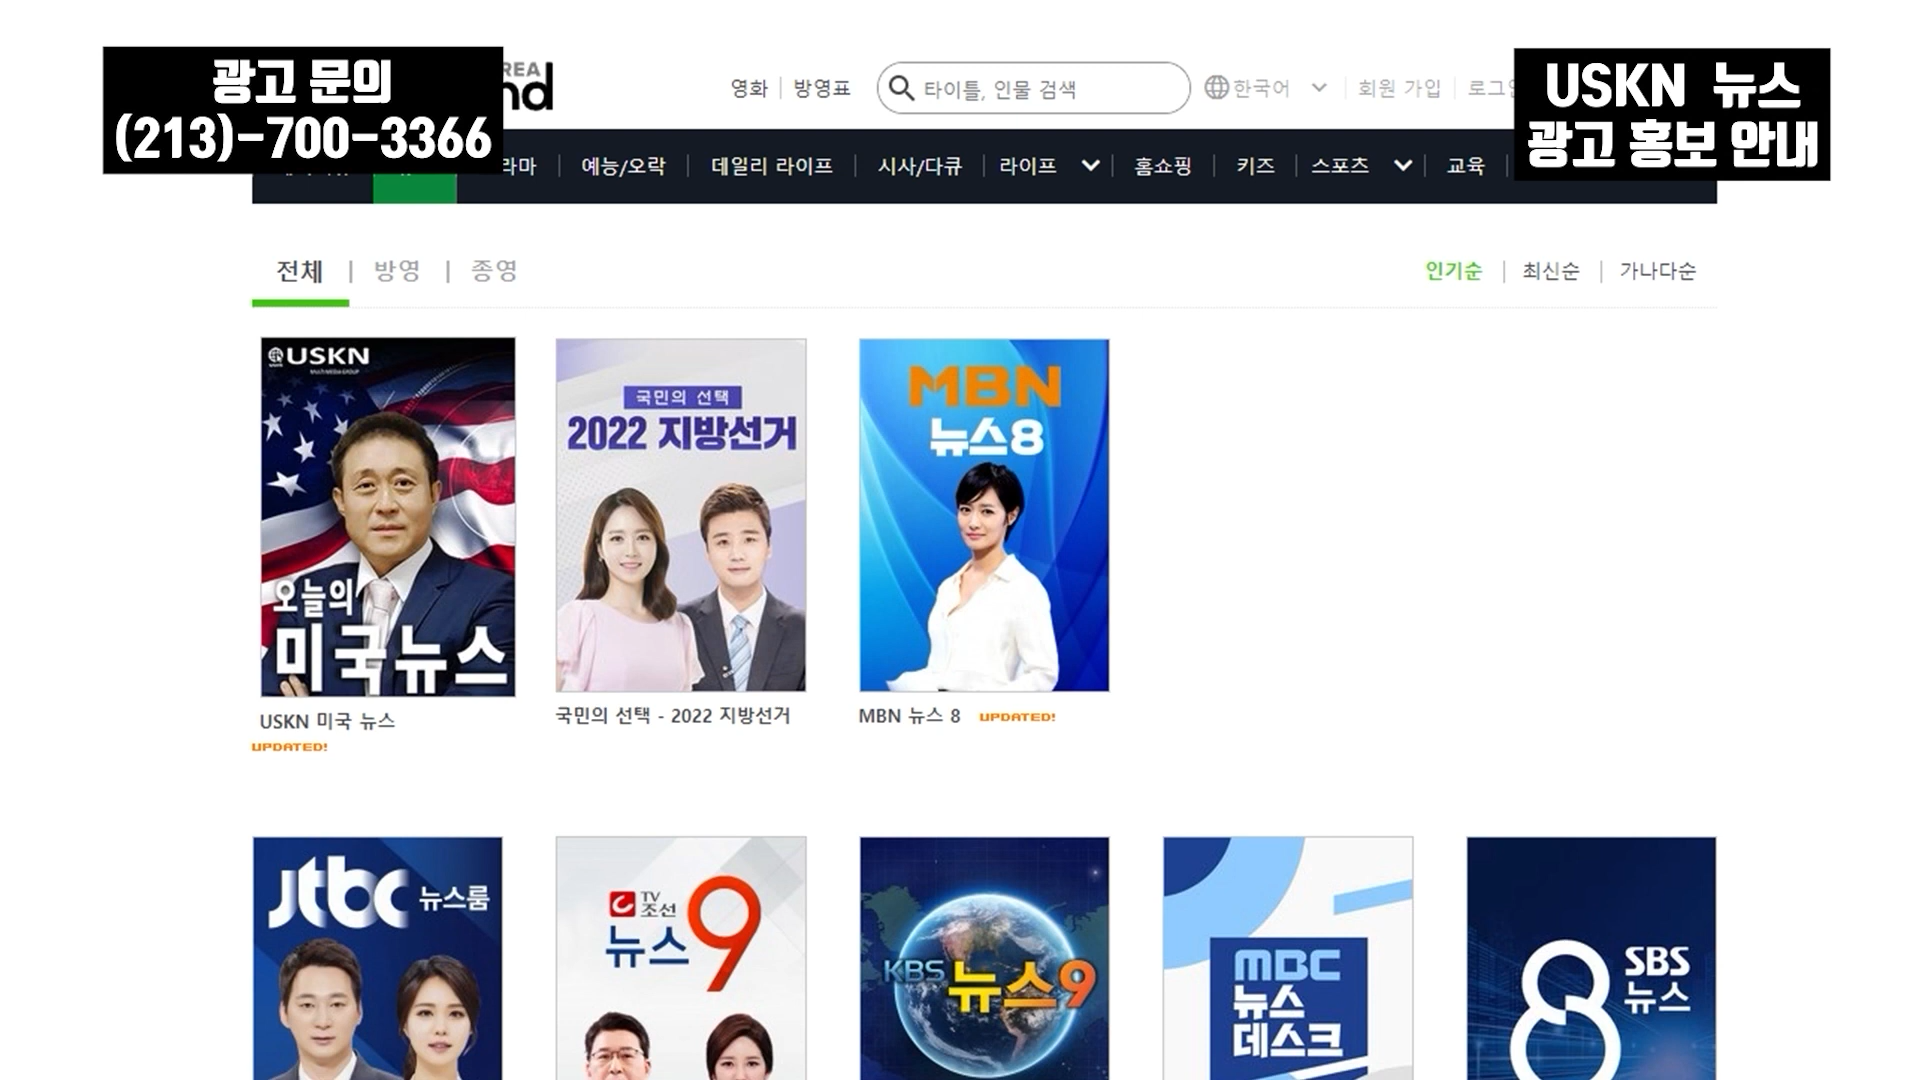 광고 문의
(213)-700-3366
USKN 뉴스
광고 홍보 안내
영화 | 방영표
타이틀, 인물 검색
한국어
회원 가입
예능/오락
데일리 라이프
시사/다큐
라이프
홈쇼핑
키즈
스포츠
교육
전체 | 방영 | 종영
인기순 | 최신순 | 가나다순
USKN
MULTI MEDIA GROUP
오늘의
미국뉴스
USKN 미국 뉴스
UPDATED!
국민의 선택
2022 지방선거
국민의 선택 - 2022 지방선거
MBN
뉴스8
MBN 뉴스 8 UPDATED!
jtbc 뉴스룸
TV
조선
뉴스9
KBS 뉴스9
MBC
뉴스
데스크
8 SBS
뉴스